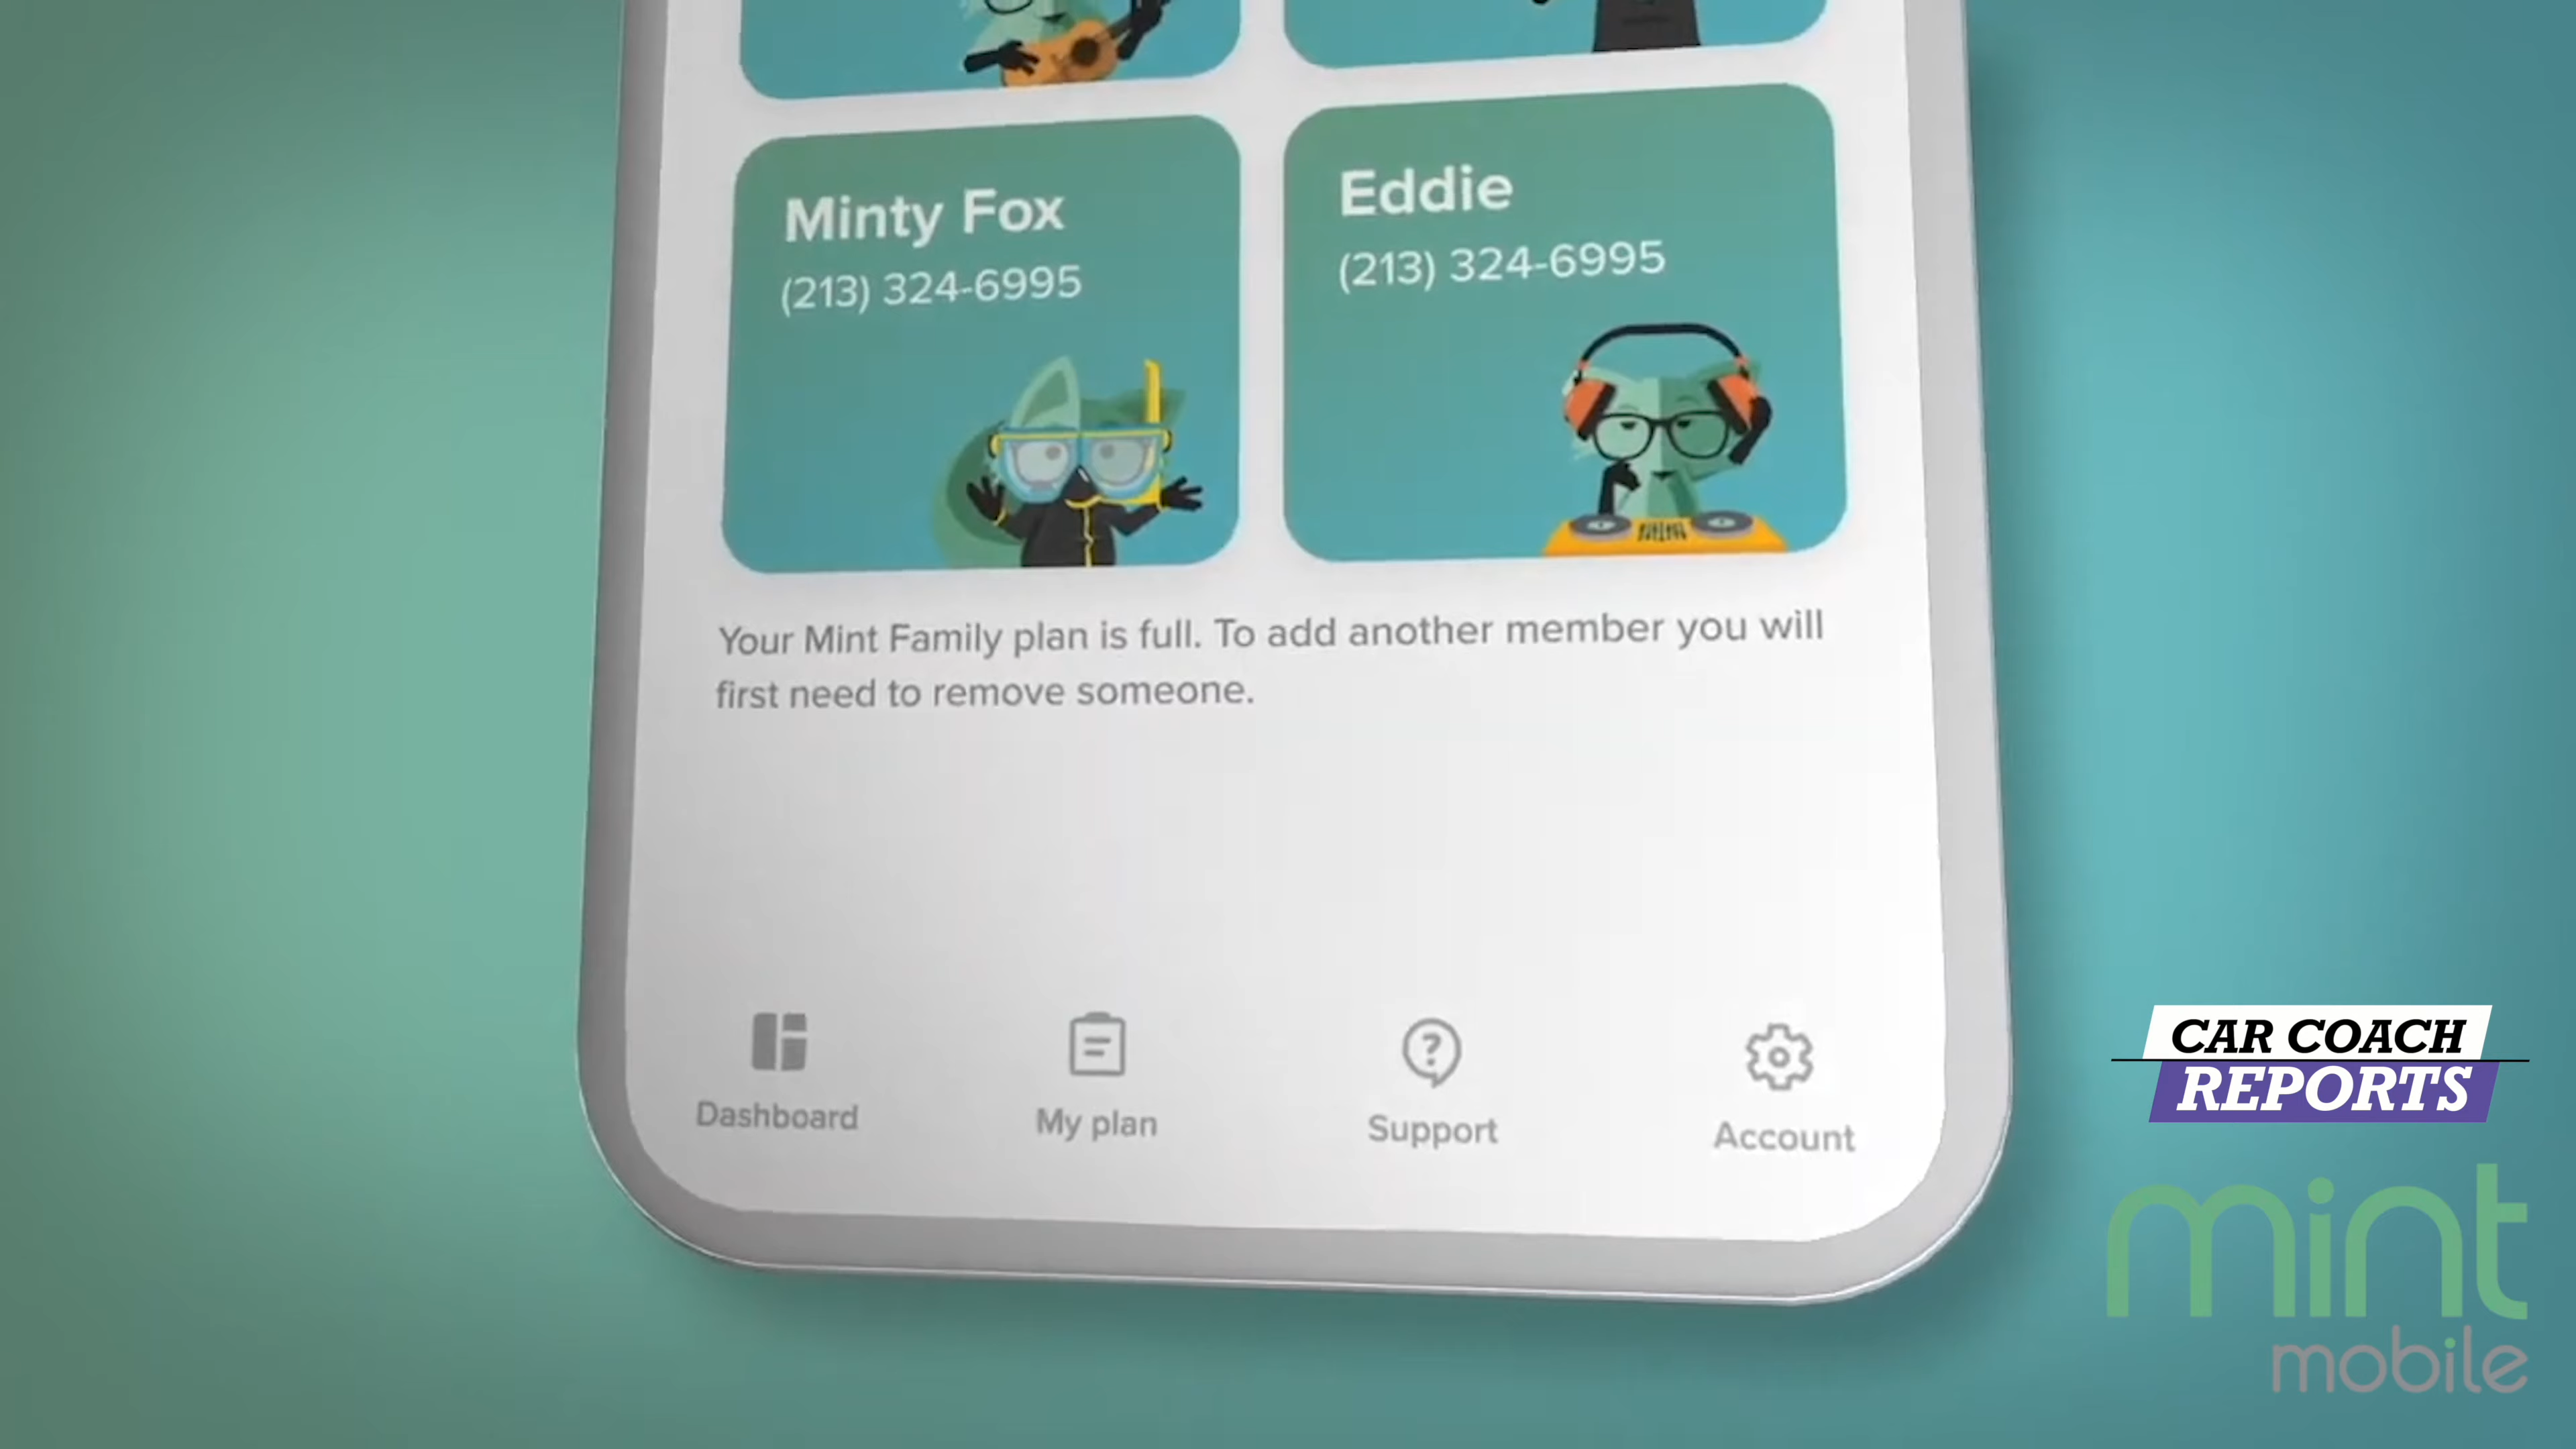 Minty Fox
(213) 324-6995
Eddie
(213) 324-6995
Your Mint Family plan is full. To add another member you will
first need to remove someone.
Dashboard
My plan
Support
Account
CAR COACH
REPORTS
mint
mobile